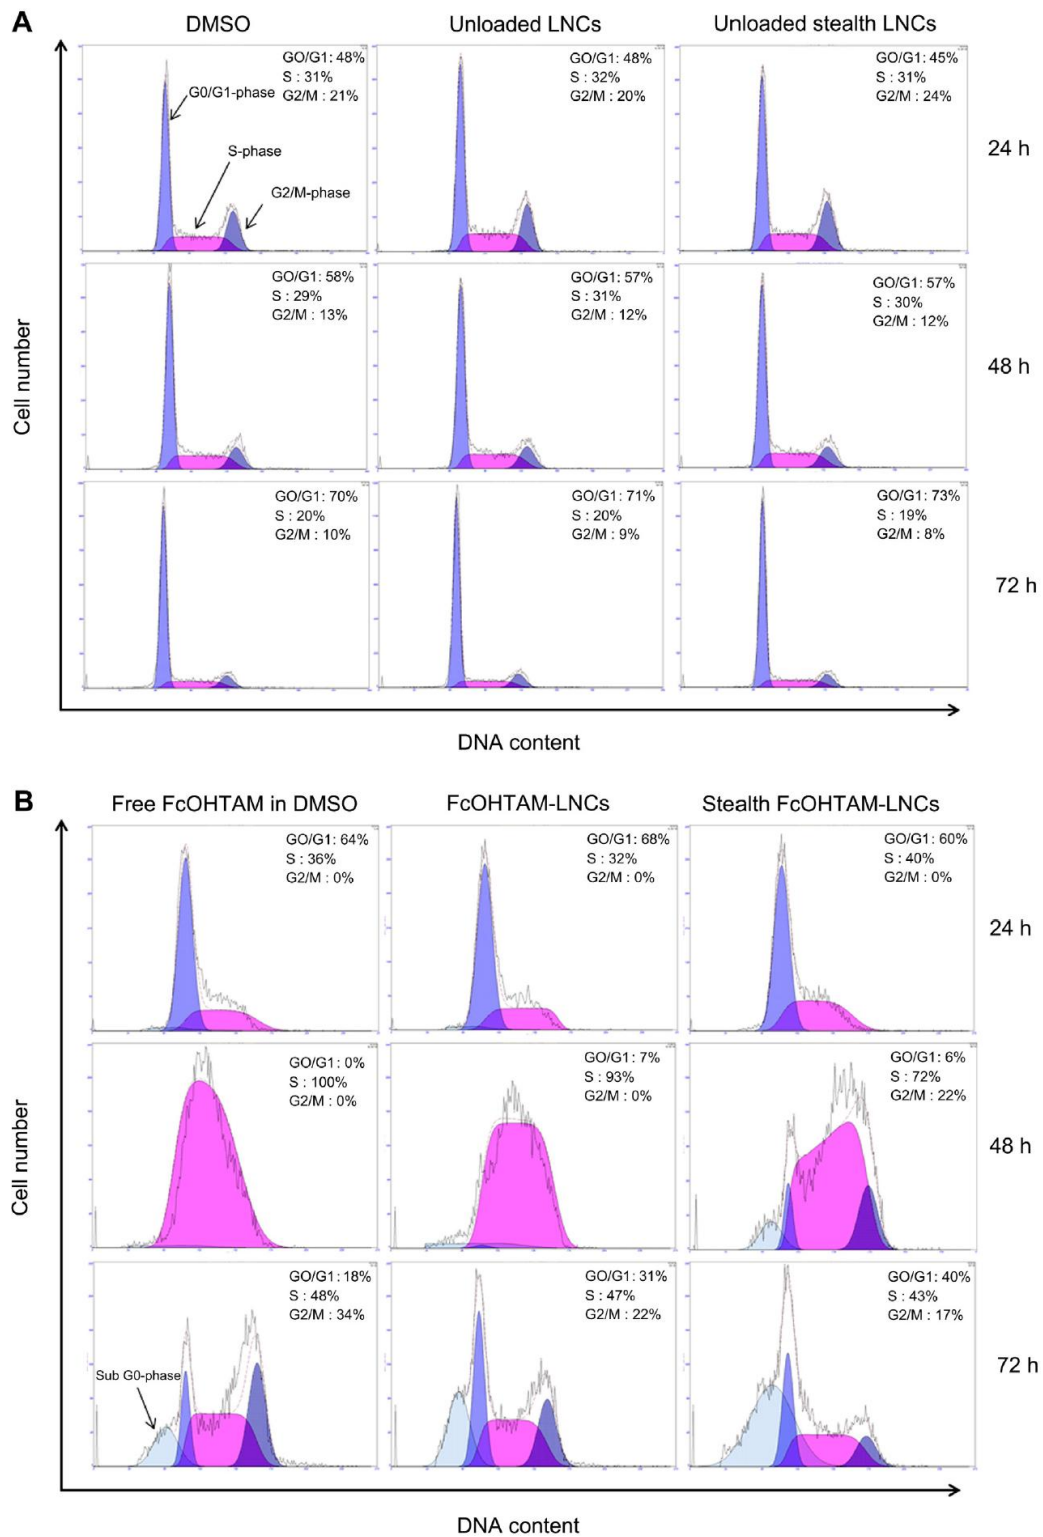 A
DMSO
Unloaded LNCs
Unloaded stealth LNCs
GO/G1: 48%
S : 31%
G2/M : 21%
G0/G1-phase
S-phase
G2/M-phase
GO/G1: 48%
S : 32%
G2/M : 20%
GO/G1: 45%
S : 31%
G2/M : 24%
24 h
GO/G1: 58%
S : 29%
G2/M : 13%
GO/G1: 57%
S : 31%
G2/M : 12%
GO/G1: 57%
S : 30%
G2/M : 12%
48 h
Cell number
GO/G1: 70%
S : 20%
G2/M : 10%
GO/G1: 71%
S : 20%
G2/M : 9%
GO/G1: 73%
S : 19%
G2/M : 8%
72 h
DNA content
B
Free FcOHTAM in DMSO
FcOHTAM-LNCs
Stealth FcOHTAM-LNCs
GO/G1: 64%
S : 36%
G2/M : 0%
GO/G1: 68%
S : 32%
G2/M : 0%
GO/G1: 60%
S : 40%
G2/M : 0%
24 h
GO/G1: 0%
S : 100%
G2/M : 0%
GO/G1: 7%
S : 93%
G2/M : 0%
GO/G1: 6%
S : 72%
G2/M : 22%
48 h
Cell number
GO/G1: 18%
S : 48%
G2/M : 34%
Sub G0-phase
GO/G1: 31%
S : 47%
G2/M : 22%
GO/G1: 40%
S : 43%
G2/M : 17%
72 h
DNA content